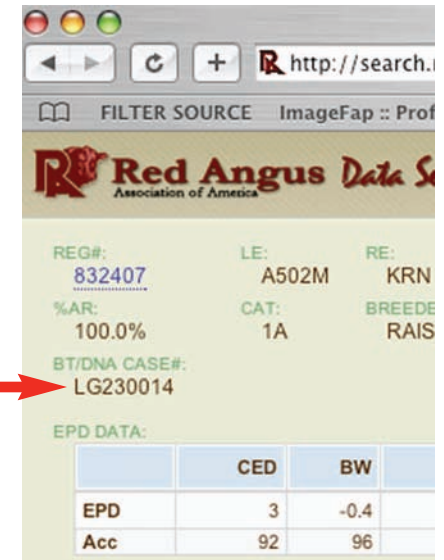 http://search.
FILTER SOURCE ImageFap :: Prof
Red Angus Data
Association of America
REG#: LE: RE:
832407 A502M KRN
%AR: CAT: BREEDE
100.0% 1A RAIS
BT/DNA CASE#:
LG230014
EPD DATA:
CED BW
EPD 3 -0.4
Acc 92 96